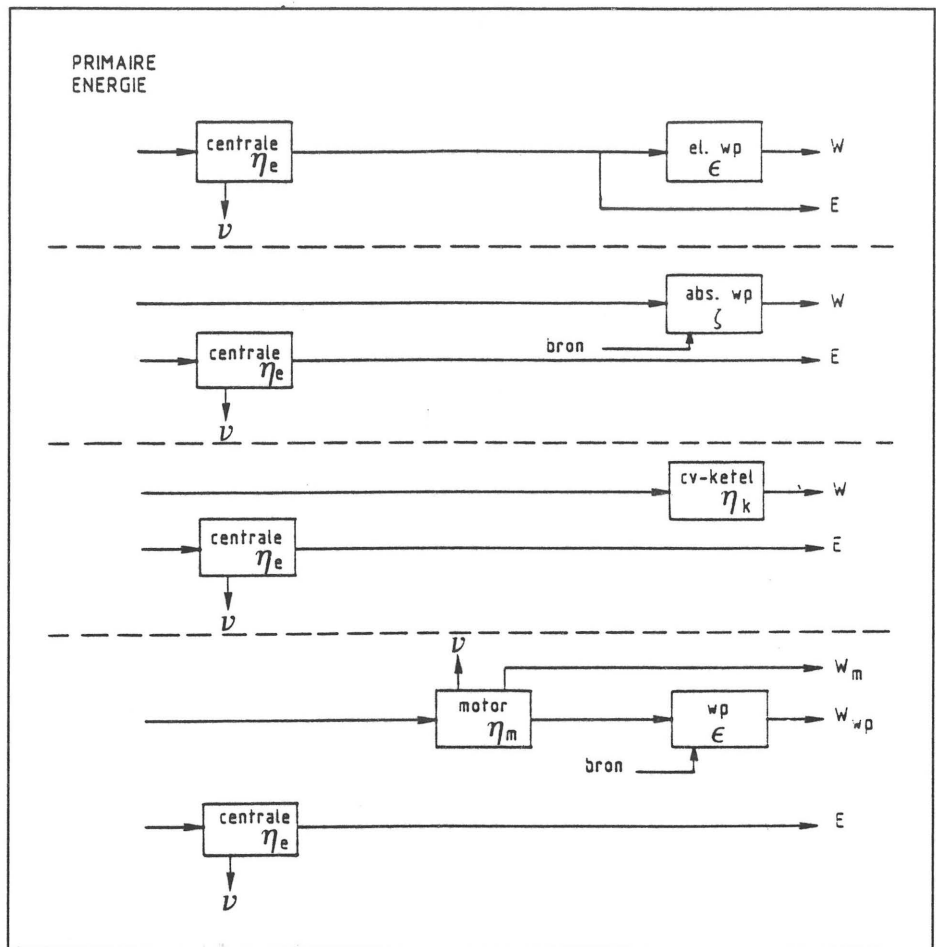 PRIMAIRE
ENERGIE
centrale
ηe
ν
el. wp
ϵ
W
E
abs. wp
ζ
W
bron
centrale
ηe
E
ν
cv-ketel
ηk
W
centrale
ηe
E
ν
ν
Wm
motor
ηm
wp
ϵ
Wwp
bron
centrale
ηe
E
ν